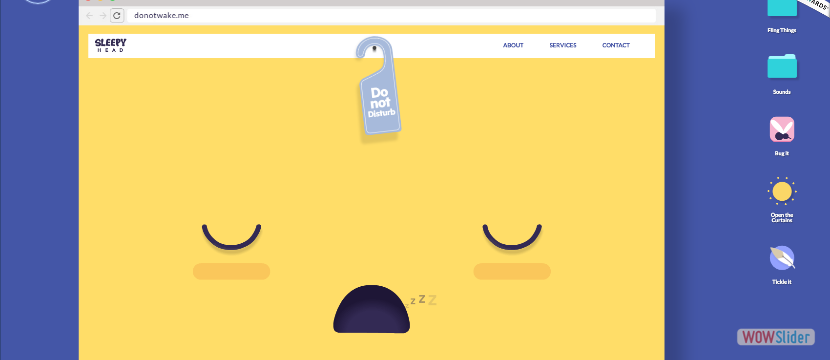 donotwake.me
SLEEPY
HEAD
ABOUT
SERVICES
CONTACT
Do
not
Disturb
z z Z Z
Fling Things
Sounds
Bug it
Open the
Curtains
Tickle it
WOWSlider